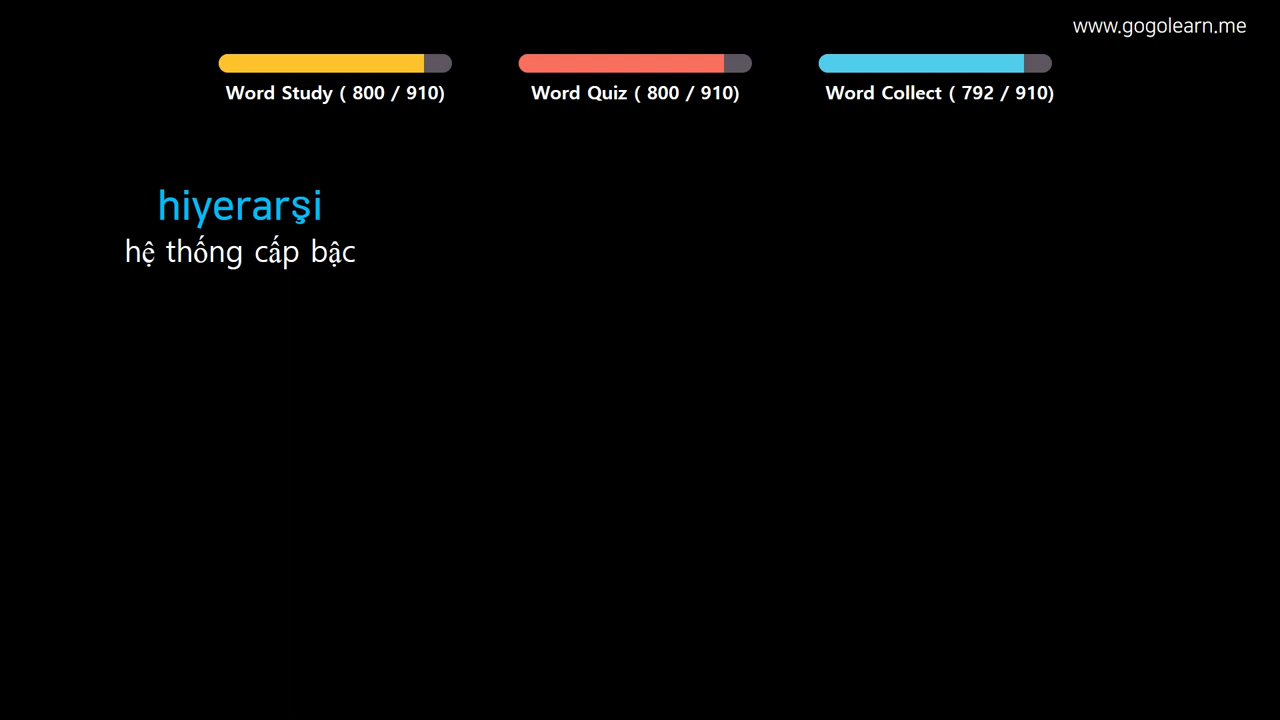 www.gogolearn.me
Word Study ( 800 / 910)
Word Quiz ( 800 / 910)
Word Collect ( 792 / 910)
hiyerarşi
hệ thống cấp bậc